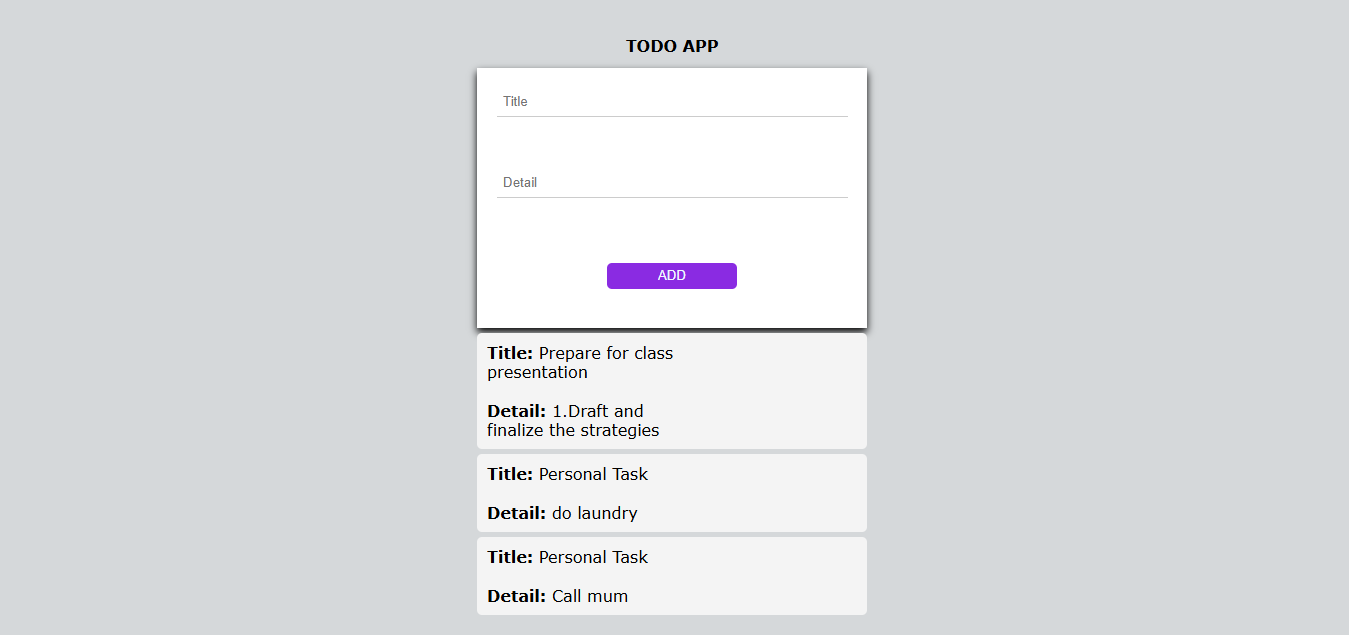 TODO APP
Title
Detail
ADD
Title: Prepare for class
presentation
Detail: 1.Draft and
finalize the strategies
Title: Personal Task
Detail: do laundry
Title: Personal Task
Detail: Call mum